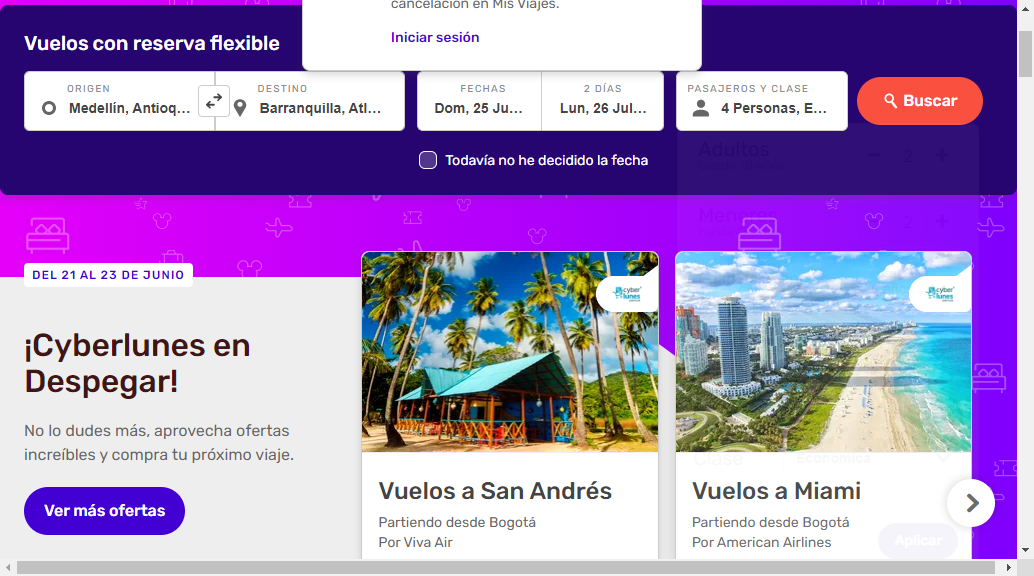 cancelación en Mis Viajes.
Iniciar sesión
Vuelos con reserva flexible
ORIGEN
Medellín, Antioq...
DESTINO
Barranquilla, Atl...
FECHAS
Dom, 25 Ju...
2 DÍAS
Lun, 26 Jul...
PASAJEROS Y CLASE
4 Personas, E...
Buscar
Todavía no he decidido la fecha
Adultos
2
Menores
2
DEL 21 AL 23 DE JUNIO
¡Cyberlunes en
Despegar!
No lo dudes más, aprovecha ofertas
increíbles y compra tu próximo viaje.
Ver más ofertas
cyber
lunes
Vuelos a San Andrés
Partiendo desde Bogotá
Por Viva Air
cyber
lunes
Clase
Económica
Vuelos a Miami
Partiendo desde Bogotá
Por American Airlines
Aplicar